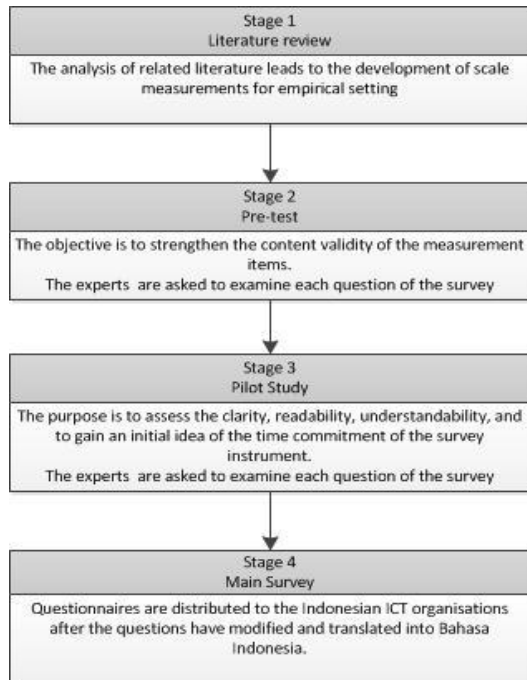 Stage 1
Literature review
The analysis of related literature leads to the development of scale
measurements for empirical setting
Stage 2
Pre-test
The objective is to strengthen the content validity of the measurement
items.
The experts are asked to examine each question of the survey
Stage 3
Pilot Study
The purpose is to assess the clarity, readability, understandability, and
to gain an initial idea of the time commitment of the survey
instrument.
The experts are asked to examine each question of the survey
Stage 4
Main Survey
Questionnaires are distributed to the Indonesian ICT organisations
after the questions have modified and translated into Bahasa
Indonesia.